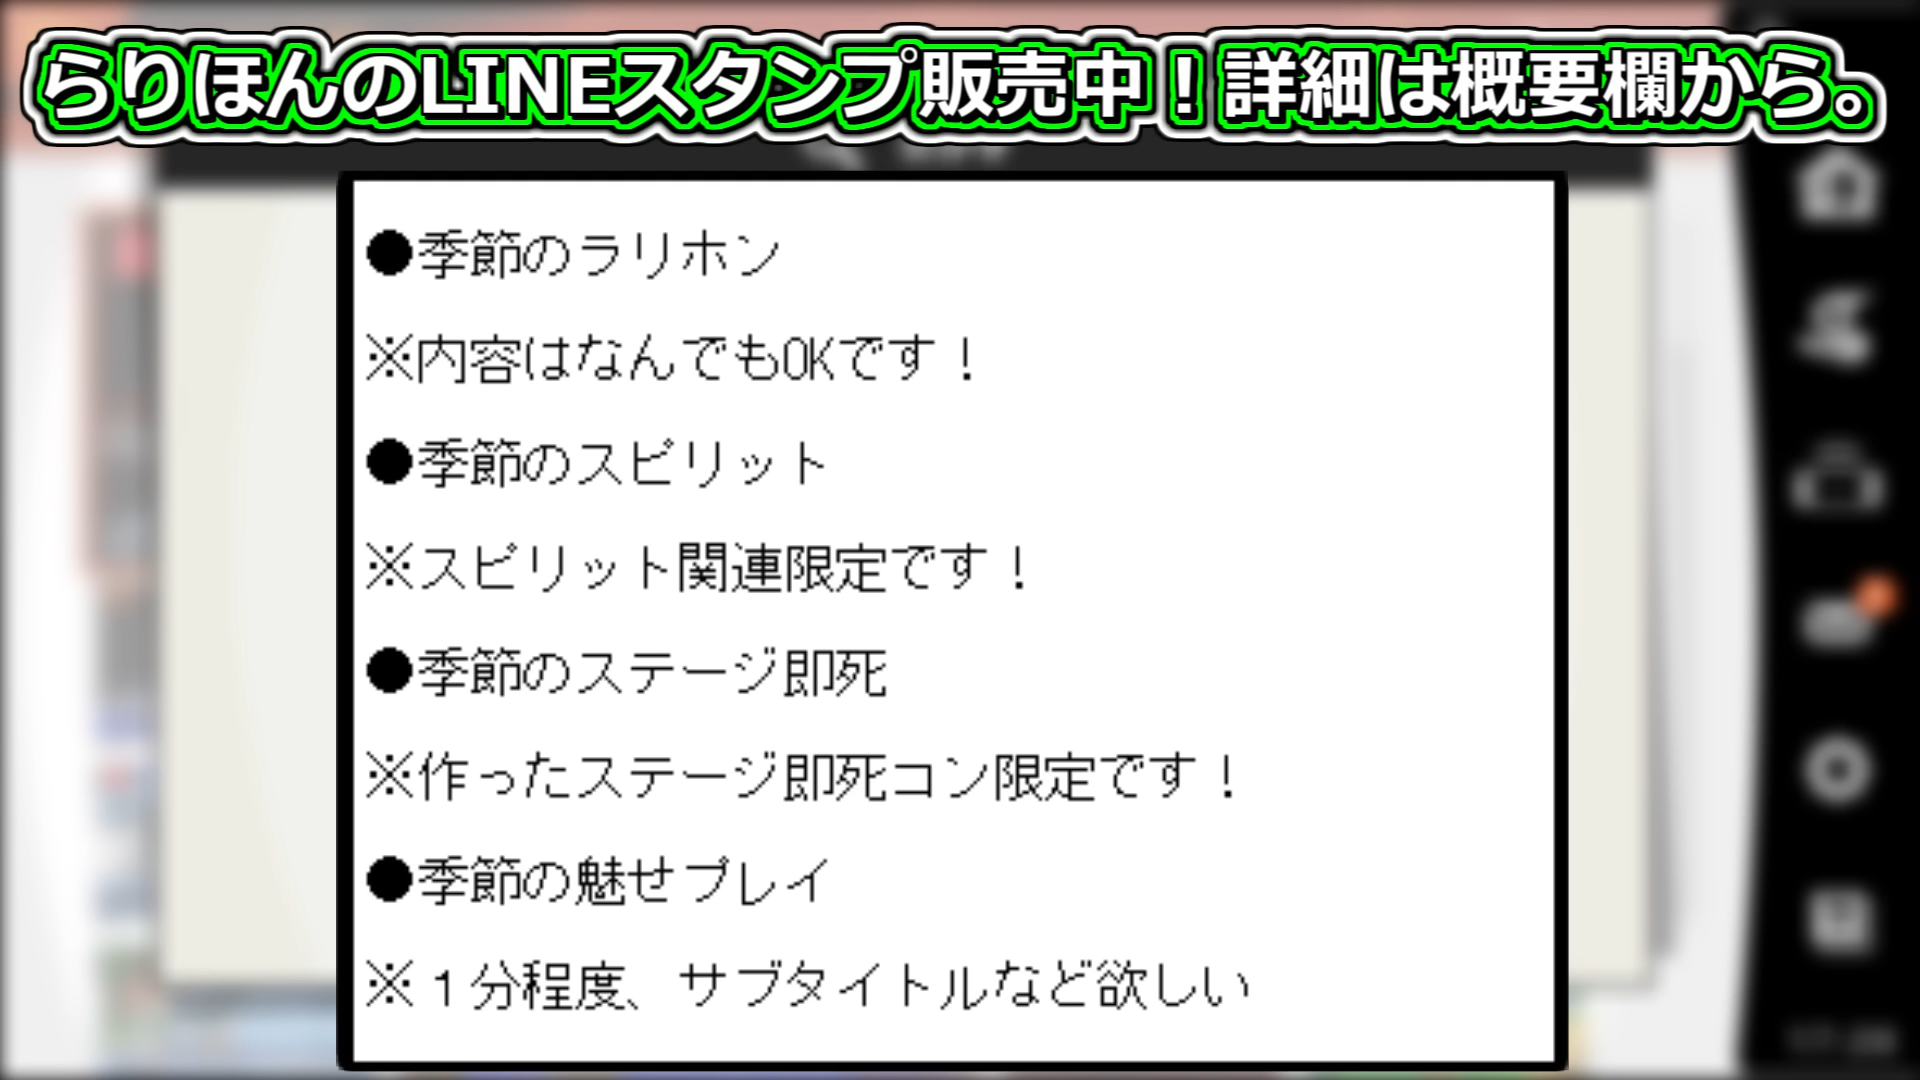 らりほんのLINEスタンプ販売中！詳細は概要欄から。
●季節のラリホン
※内容はなんでもOKです！
●季節のスピリット
※スピリット関連限定です！
●季節のステージ即死
※作ったステージ即死コン限定です！
●季節の魅せプレイ
※１分程度、サブタイトルなど欲しい